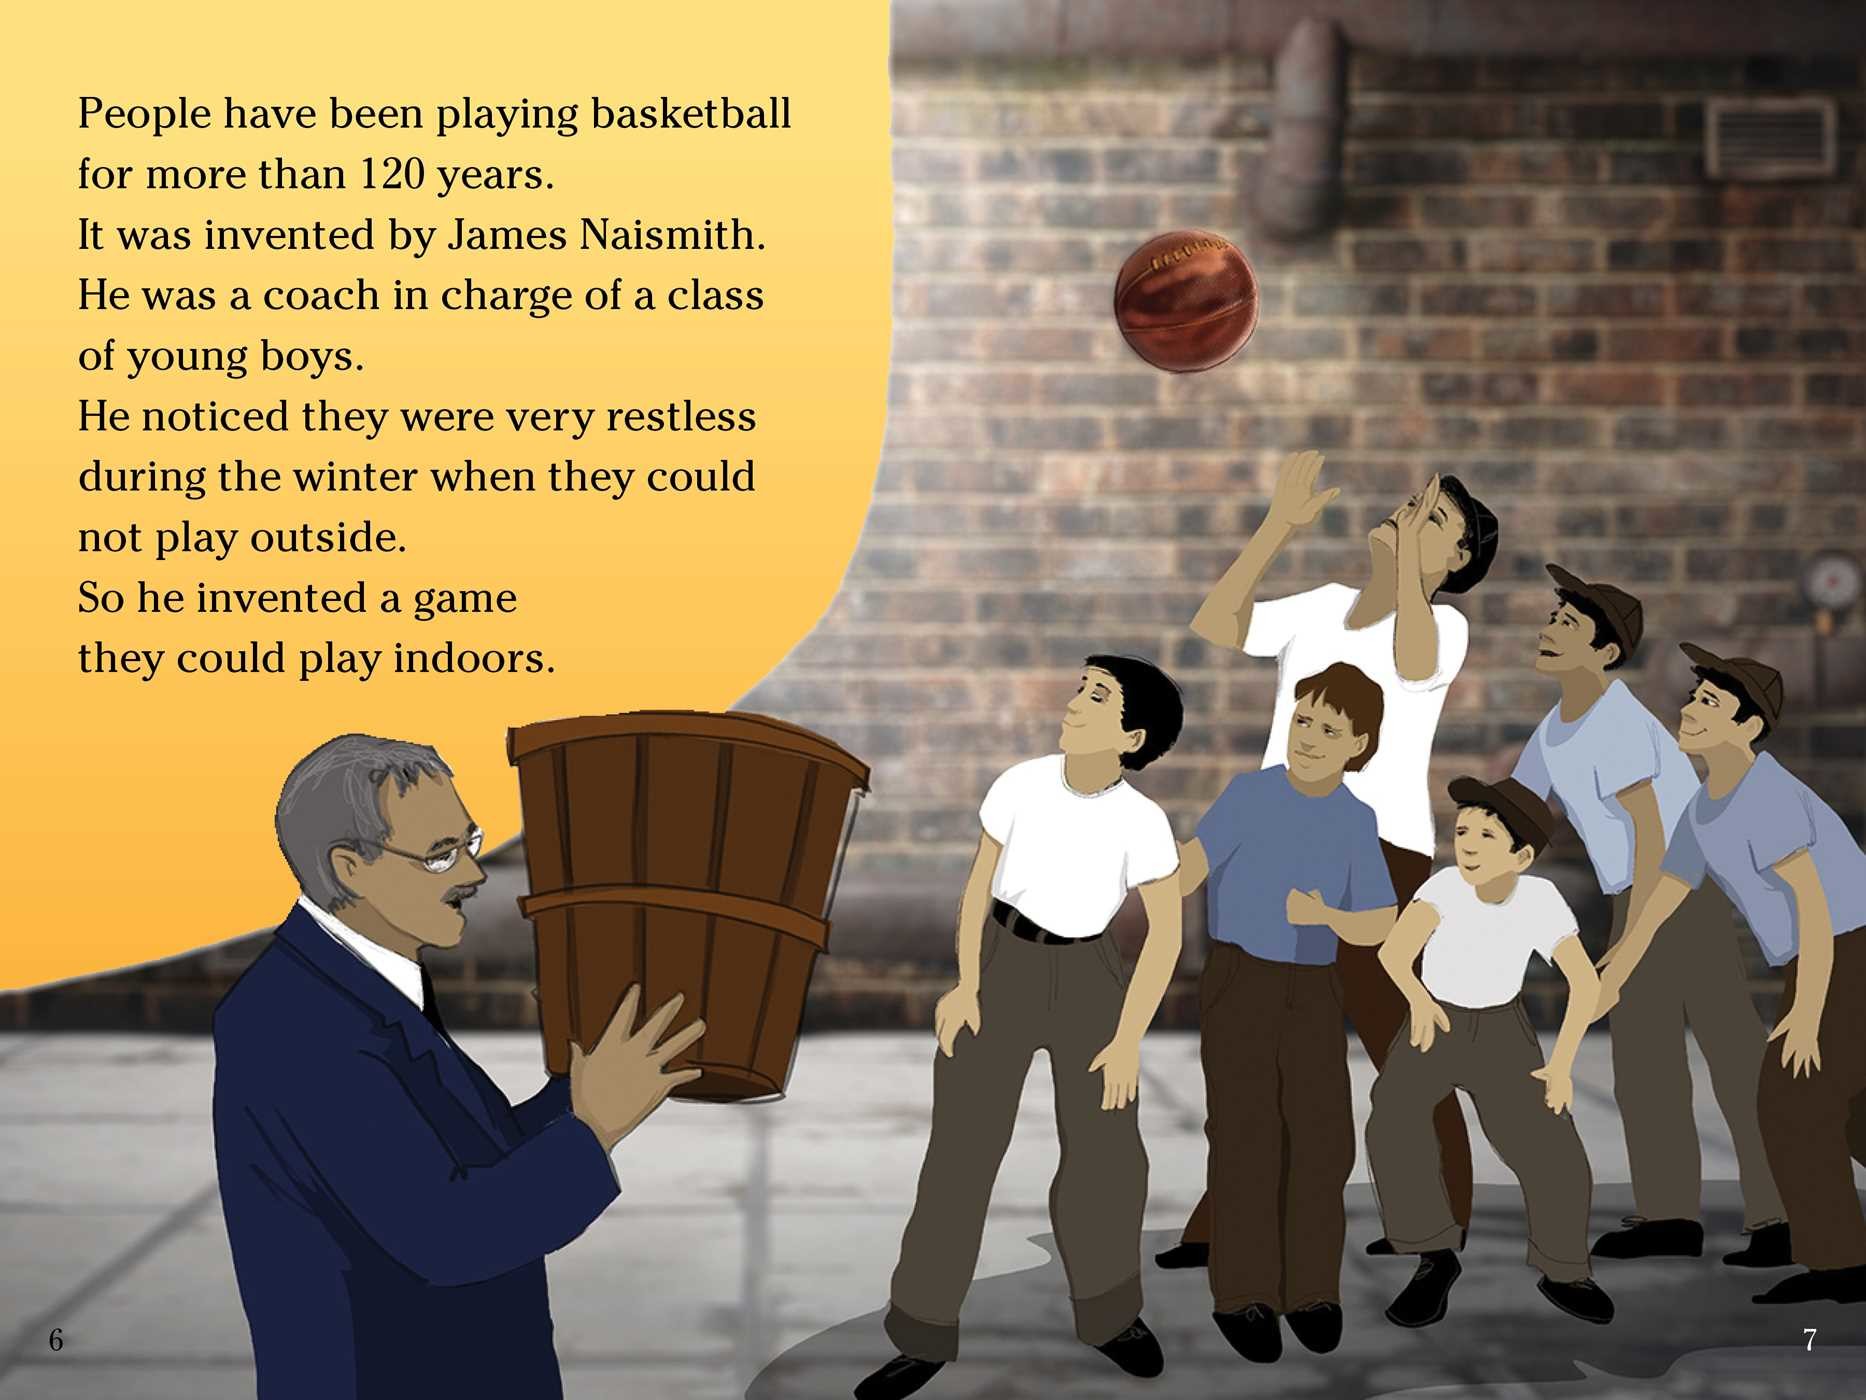 People have been playing basketball
for more than 120 years.
It was invented by James Naismith.
He was a coach in charge of a class
of young boys.
He noticed they were very restless
during the winter when they could
not play outside.
So he invented a game
they could play indoors.
6
7